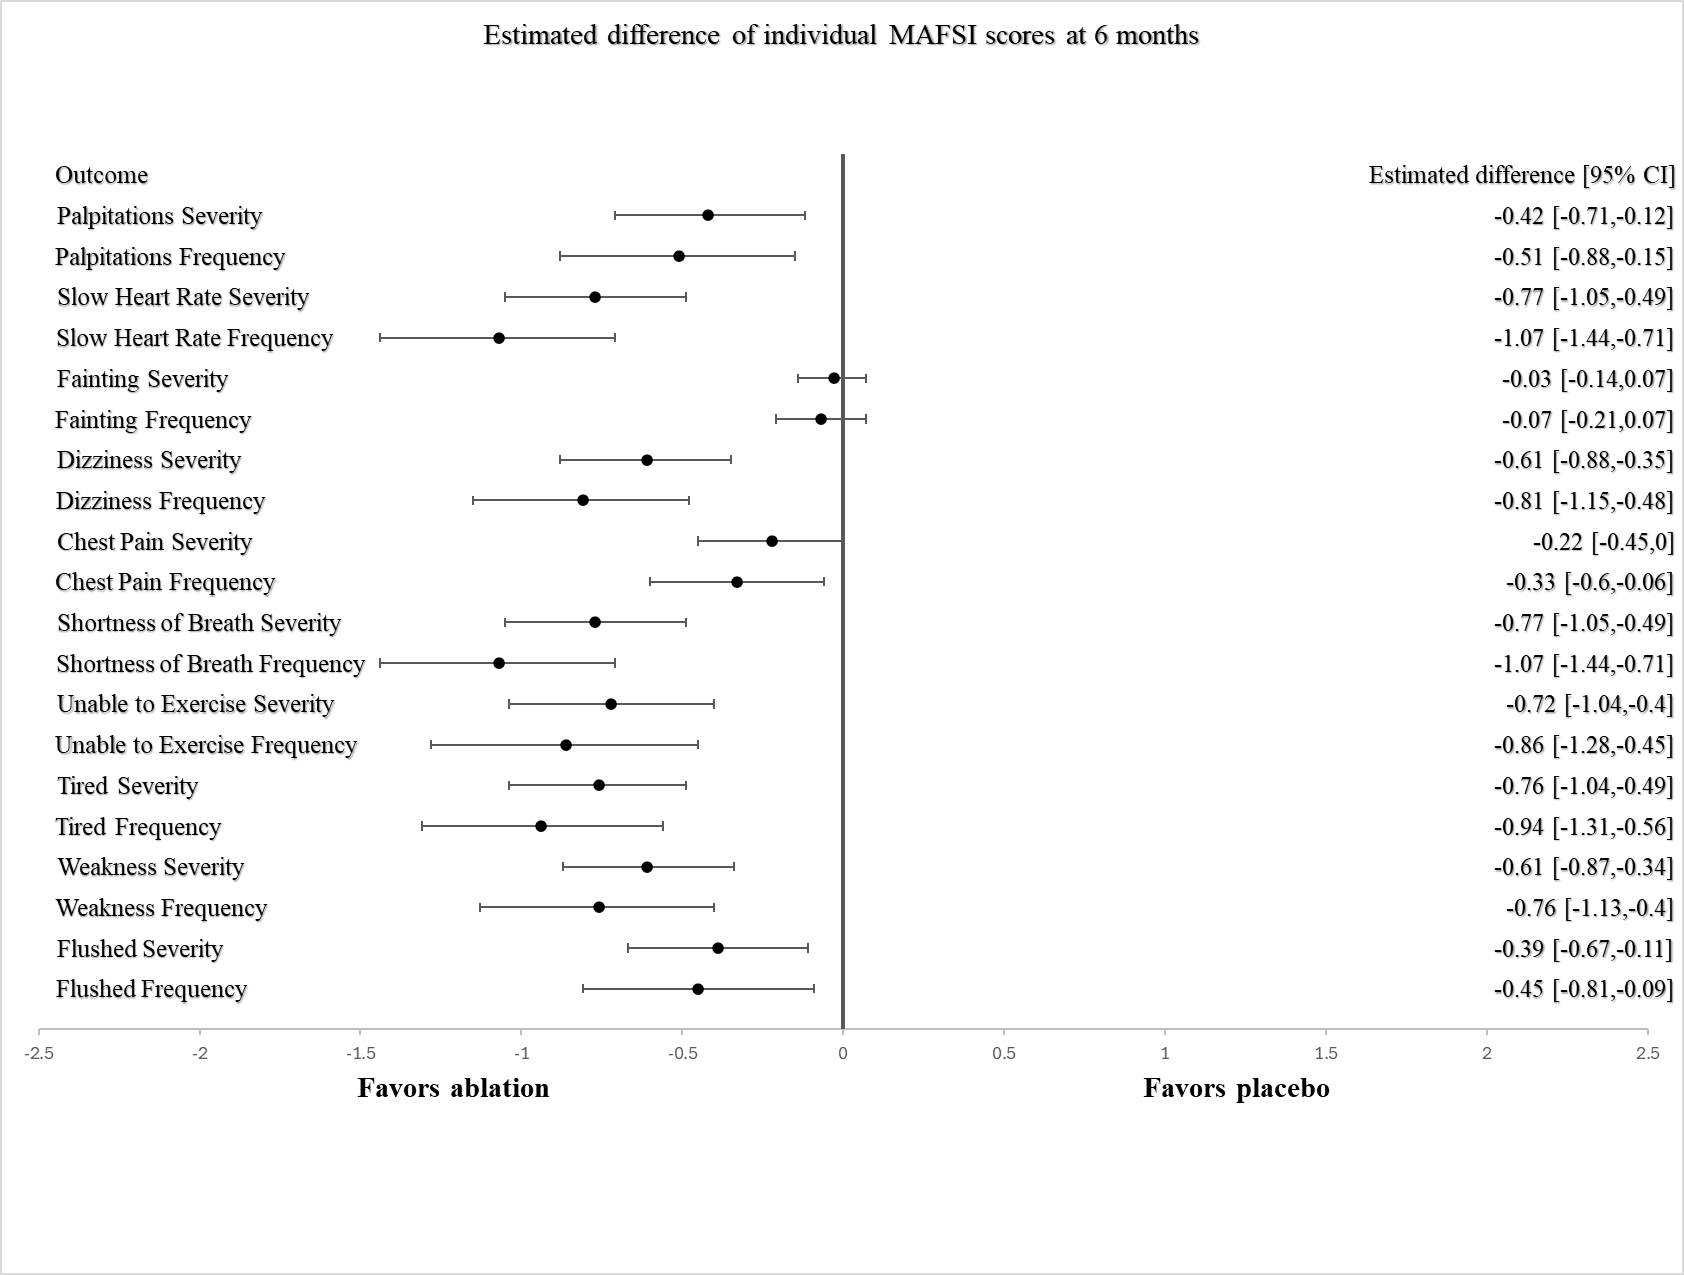 Estimated difference of individual MAFSI scores at 6 months
Outcome Estimated difference [95% CI]
Palpitations Severity -0.42 [-0.71,-0.12]
Palpitations Frequency -0.51 [-0.88,-0.15]
Slow Heart Rate Severity -0.77 [-1.05,-0.49]
Slow Heart Rate Frequency -1.07 [-1.44,-0.71]
Fainting Severity -0.03 [-0.14,0.07]
Fainting Frequency -0.07 [-0.21,0.07]
Dizziness Severity -0.61 [-0.88,-0.35]
Dizziness Frequency -0.81 [-1.15,-0.48]
Chest Pain Severity -0.22 [-0.45,0]
Chest Pain Frequency -0.33 [-0.6,-0.06]
Shortness of Breath Severity -0.77 [-1.05,-0.49]
Shortness of Breath Frequency -1.07 [-1.44,-0.71]
Unable to Exercise Severity -0.72 [-1.04,-0.4]
Unable to Exercise Frequency -0.86 [-1.28,-0.45]
Tired Severity -0.76 [-1.04,-0.49]
Tired Frequency -0.94 [-1.31,-0.56]
Weakness Severity -0.61 [-0.87,-0.34]
Weakness Frequency -0.76 [-1.13,-0.4]
Flushed Severity -0.39 [-0.67,-0.11]
Flushed Frequency -0.45 [-0.81,-0.09]
-2.5 -2 -1.5 -1 -0.5 0 0.5 1 1.5 2 2.5
Favors ablation Favors placebo